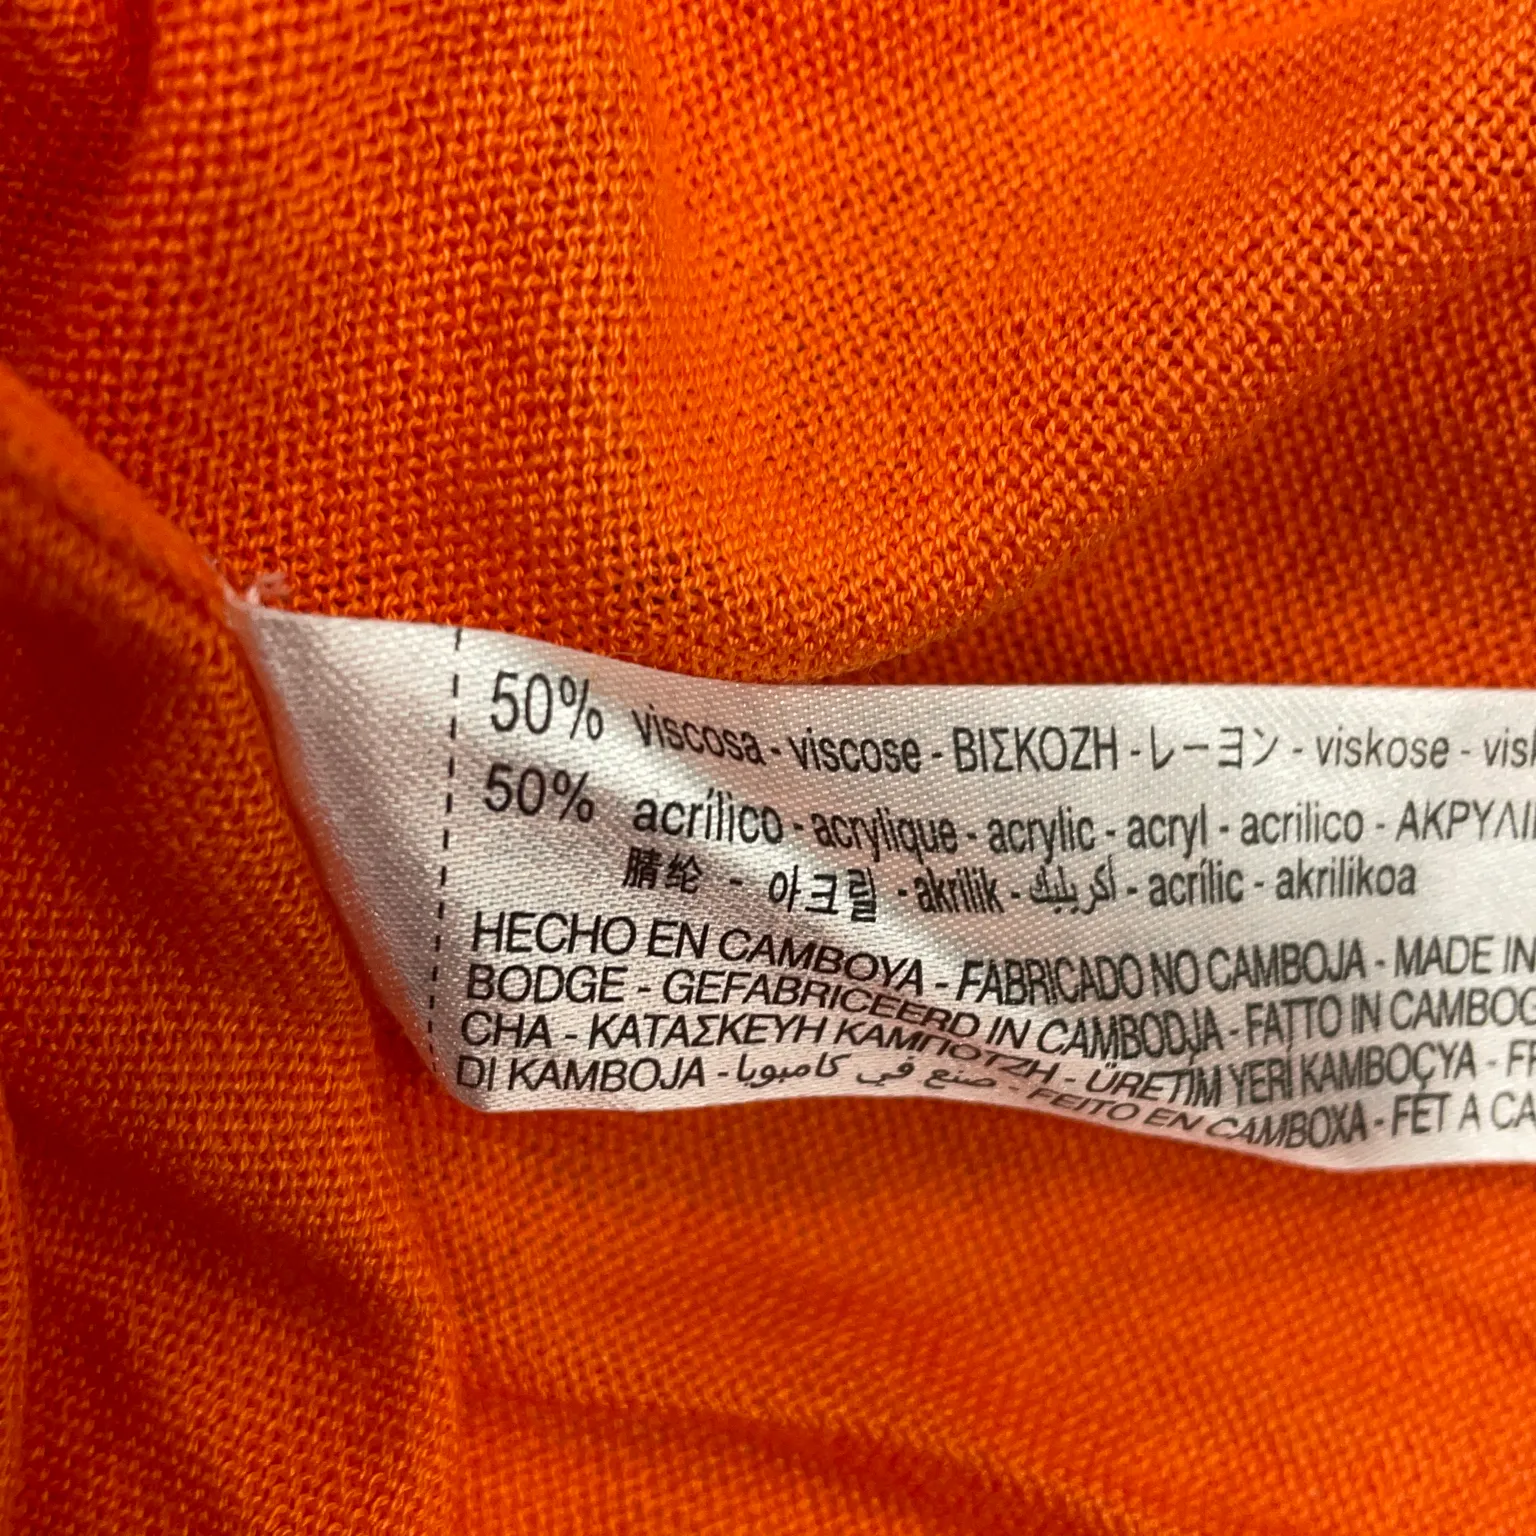 50% viscosa - viscose - ΒΙΣΚΟΖΗ - レーヨン - viskose -
50% acrílico - acrylique - acrylic - acryl - acrilico -
腈纶 - 아크릴 - akrilik - أكريليك - acrílic - akrilikoa
HECHO EN CAMBOYA - FABRICADO NO CAMBOJA - MADE IN
BODGE - GEFABRICEERD IN CAMBODJA - FATTO IN
CHA - ΚΑΤΑΣΚΕΥΗ ΚΑΜΠΟΤΖΗ - ÜRETİM YERİ KAMBOÇYA -
DI KAMBOJA - صنع في كامبوبا - FEITO EN CAMBOXA - FET A